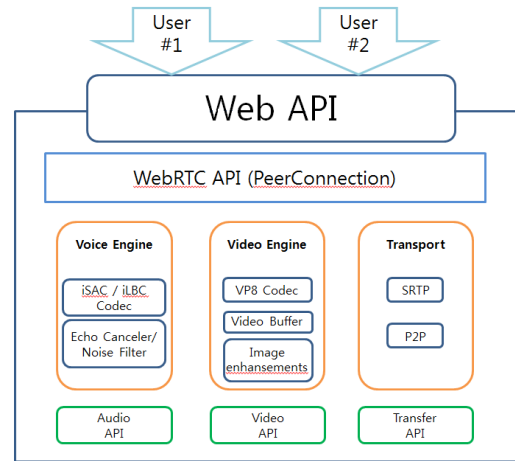 User
#1
User
#2
Web API
WebRTC API (PeerConnection)
Voice Engine
iSAC / iLBC
Codec
Echo Canceler/
Noise Filter
Video Engine
VP8 Codec
Video Buffer
Image
enhansements
Transport
SRTP
P2P
Audio
API
Video
API
Transfer
API